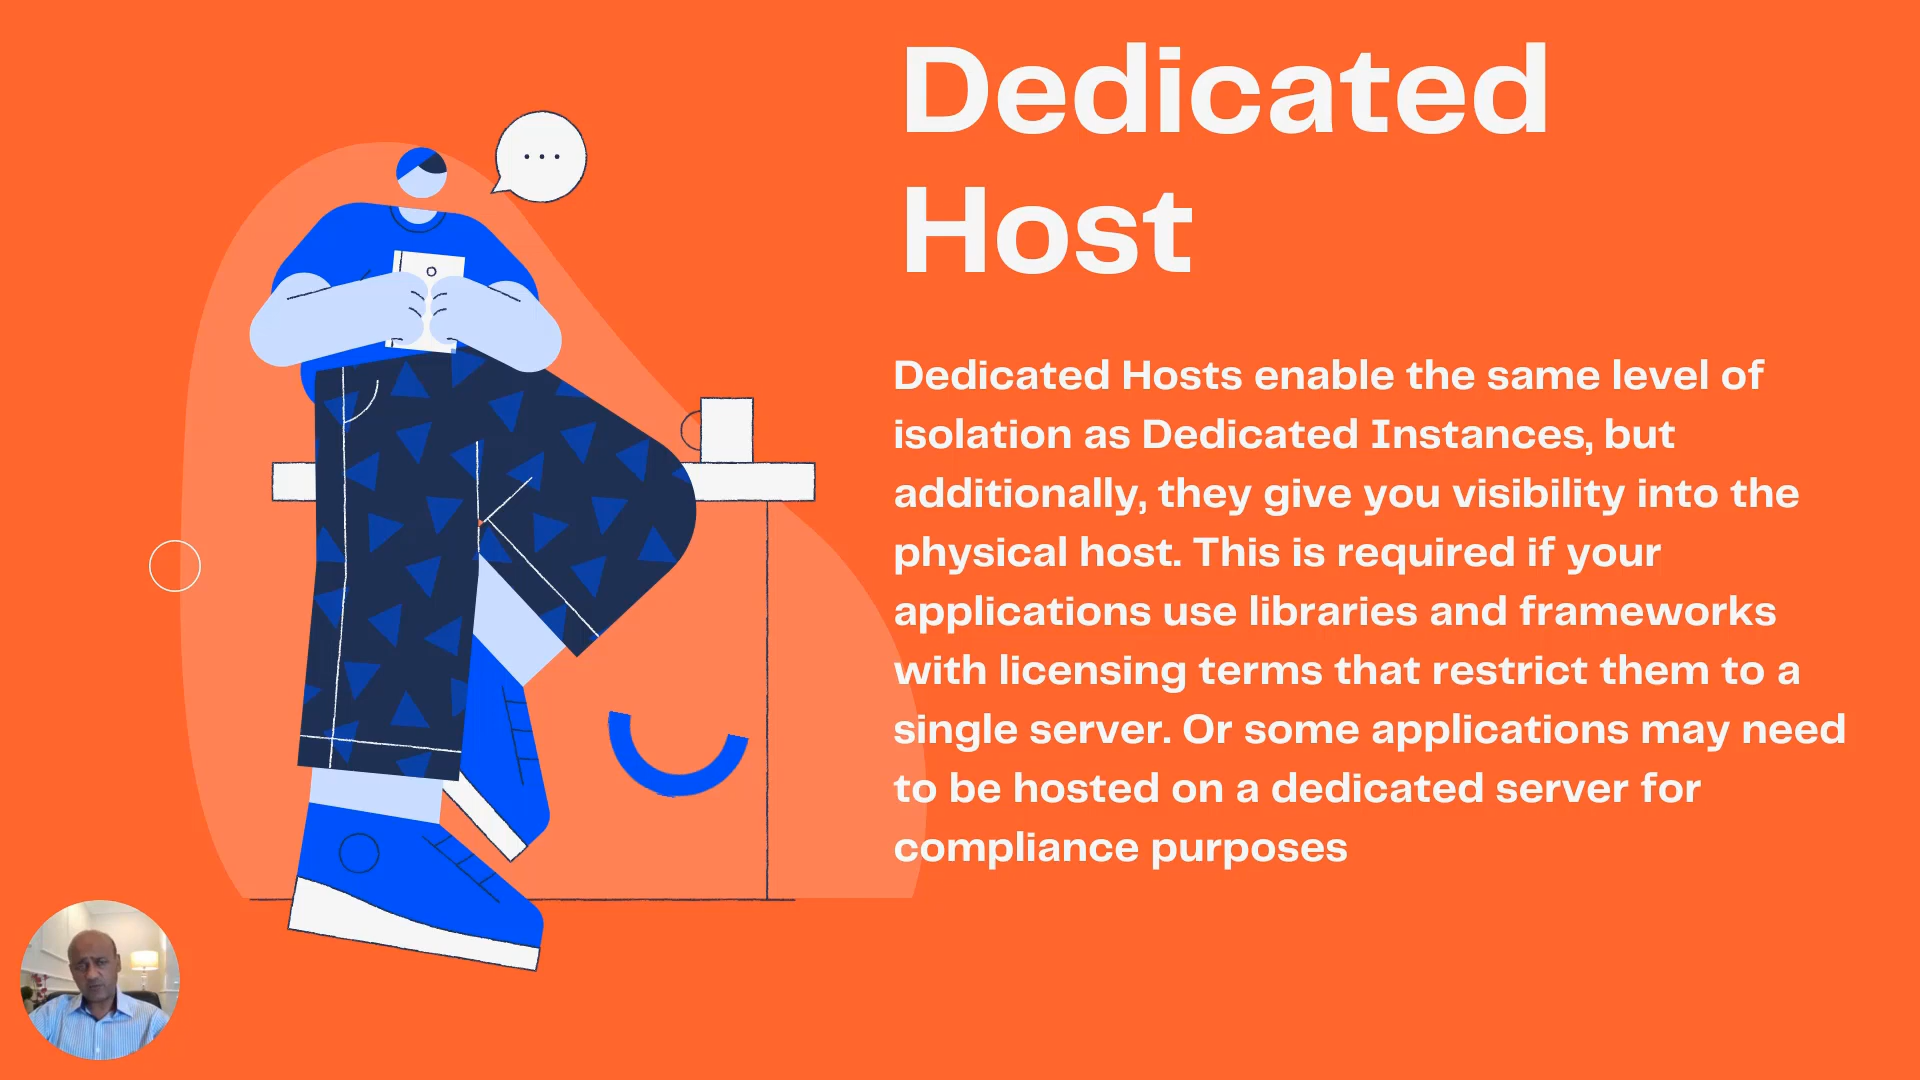 Dedicated
Host
Dedicated Hosts enable the same level of
isolation as Dedicated Instances, but
additionally, they give you visibility into the
physical host. This is required if your
applications use libraries and frameworks
with licensing terms that restrict them to a
single server. Or some applications may need
to be hosted on a dedicated server for
compliance purposes